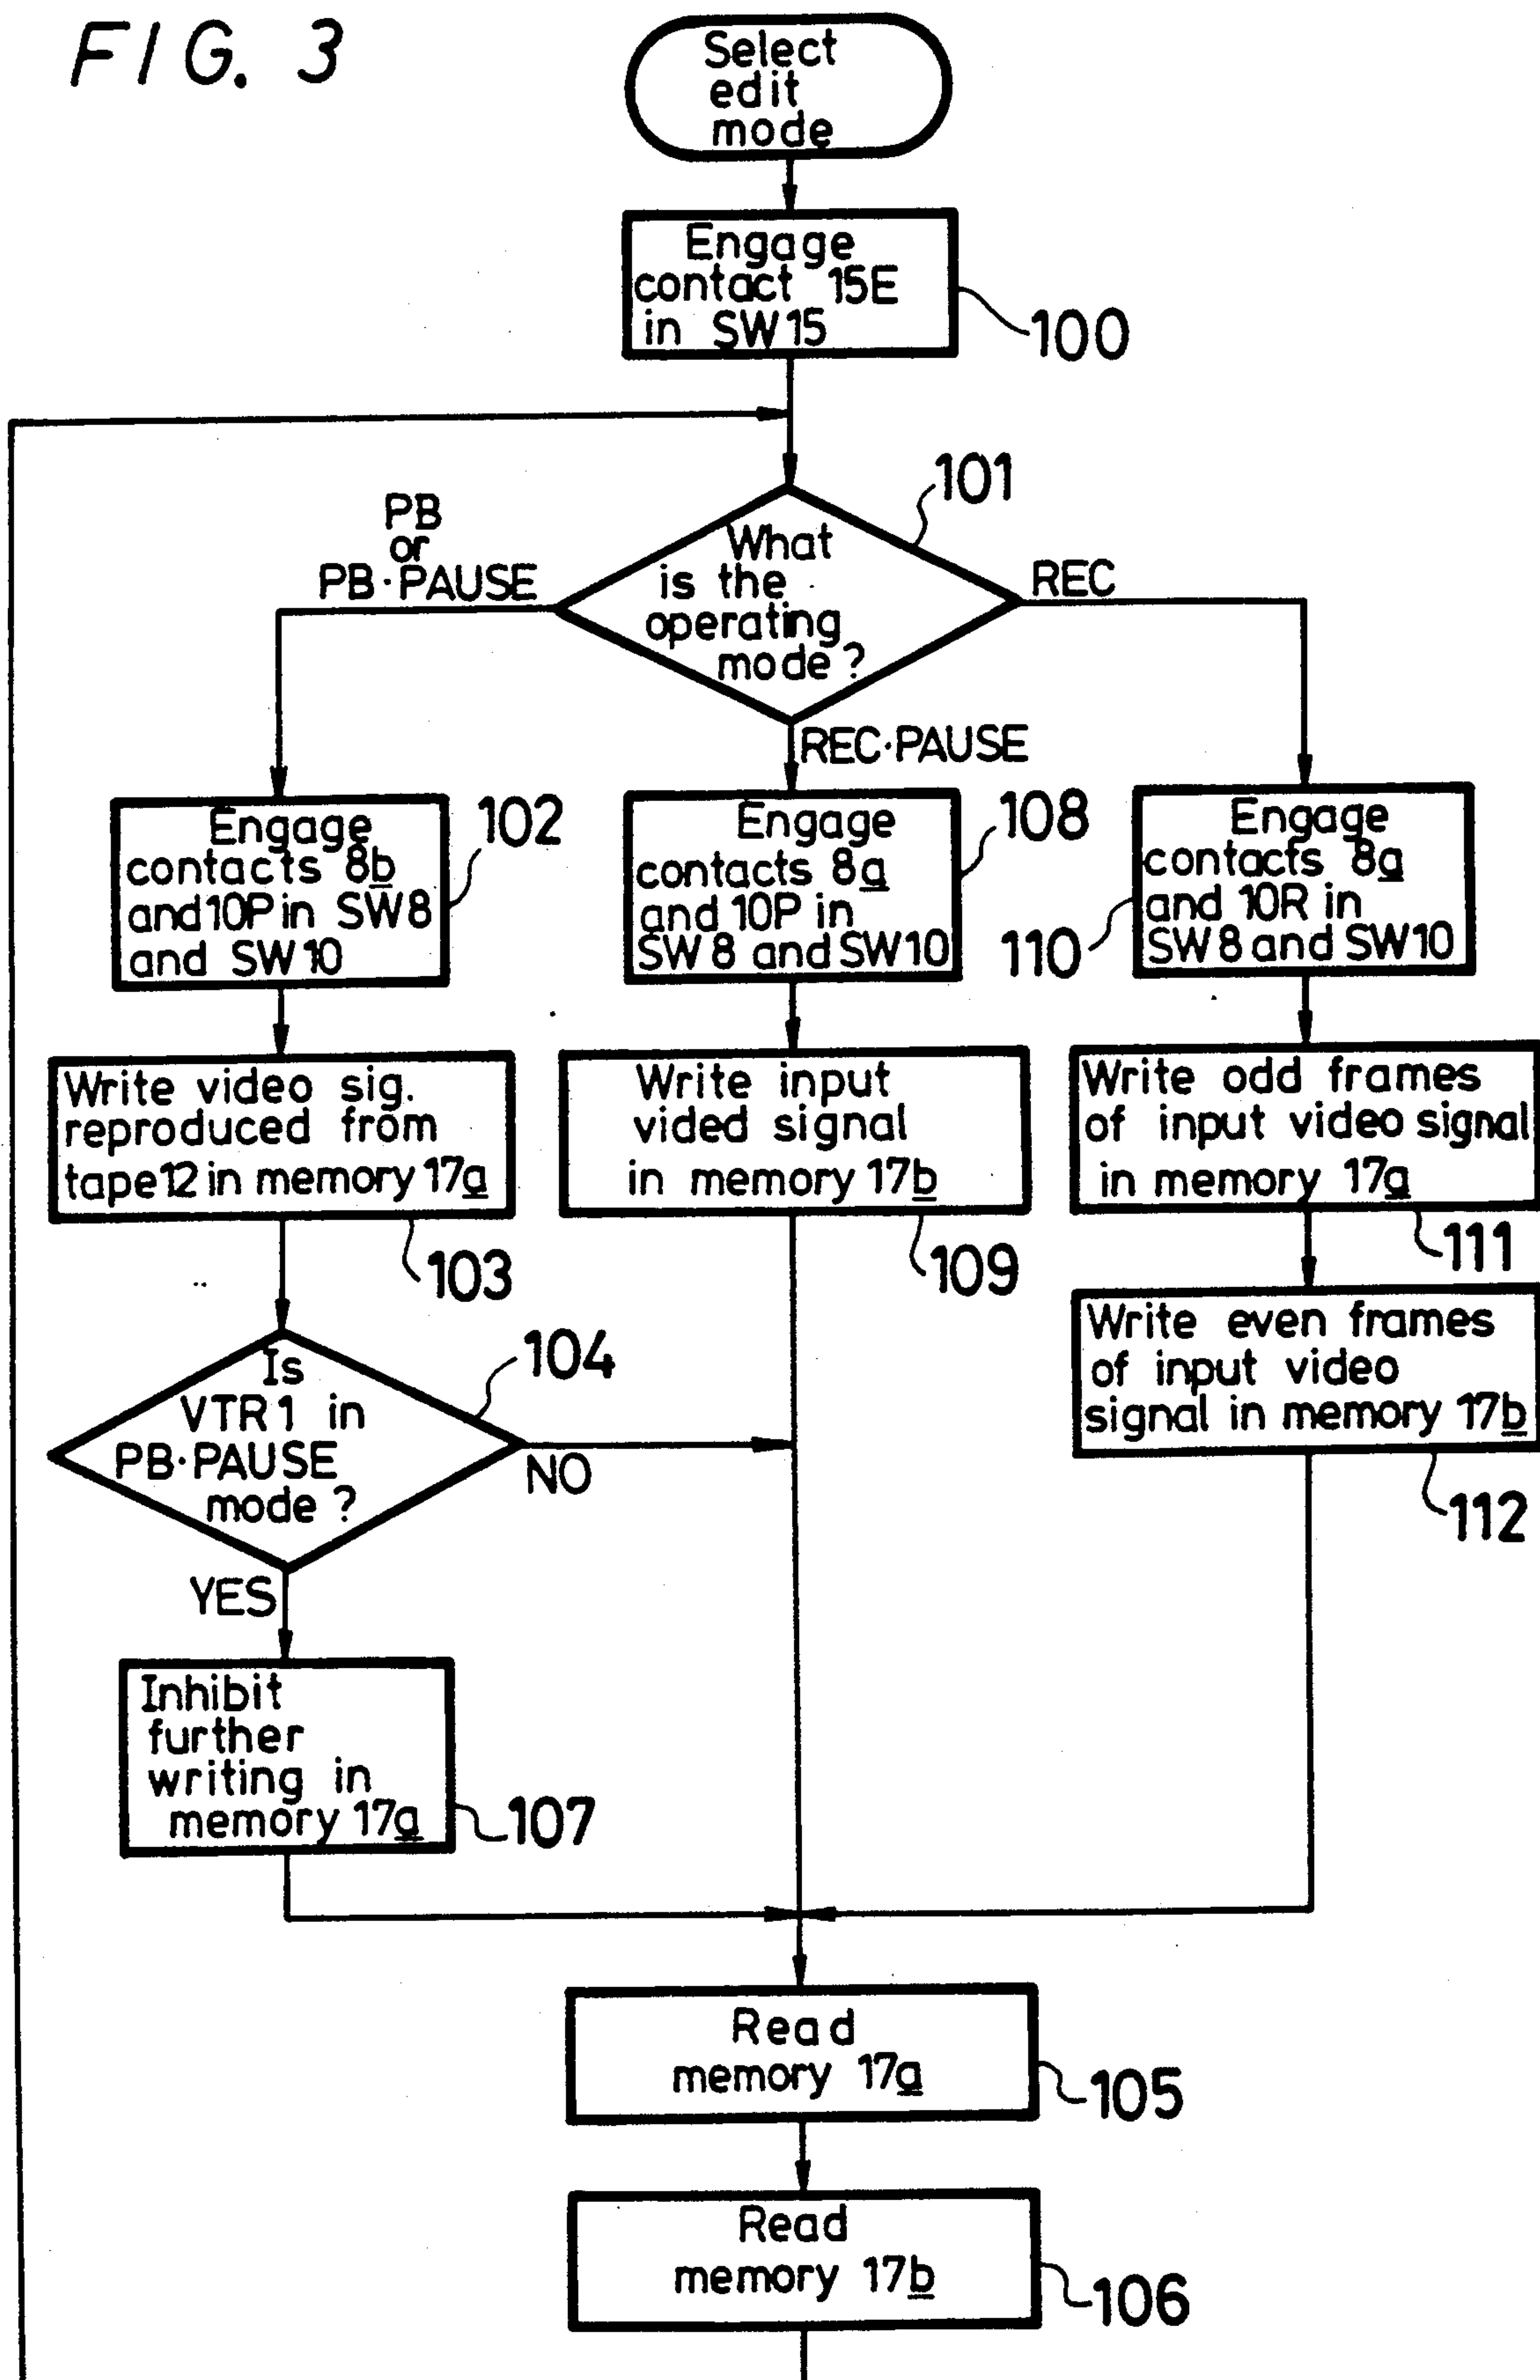 FIG. 3
Select
edit
mode
Engage
contact 15E
in SW15
100
101
What
is the
operating
mode?
PB
or
PB·PAUSE
REC
REC·PAUSE
Engage
contacts 8b
and 10P in SW8
and SW10
102
Engage
contacts 8a
and 10P in
SW8 and SW10
108
Engage
contacts 8a
and 10R in
SW8 and SW10
110
Write video sig.
reproduced from
tape 12 in memory 17a
103
Write input
vided signal
in memory 17b
109
Write odd frames
of input video signal
in memory 17a
111
Write even frames
of input video
signal in memory 17b
112
Is
VTR1 in
PB·PAUSE
mode?
104
NO
YES
Inhibit
further
writing in
memory 17a
107
Read
memory 17a
105
Read
memory 17b
106